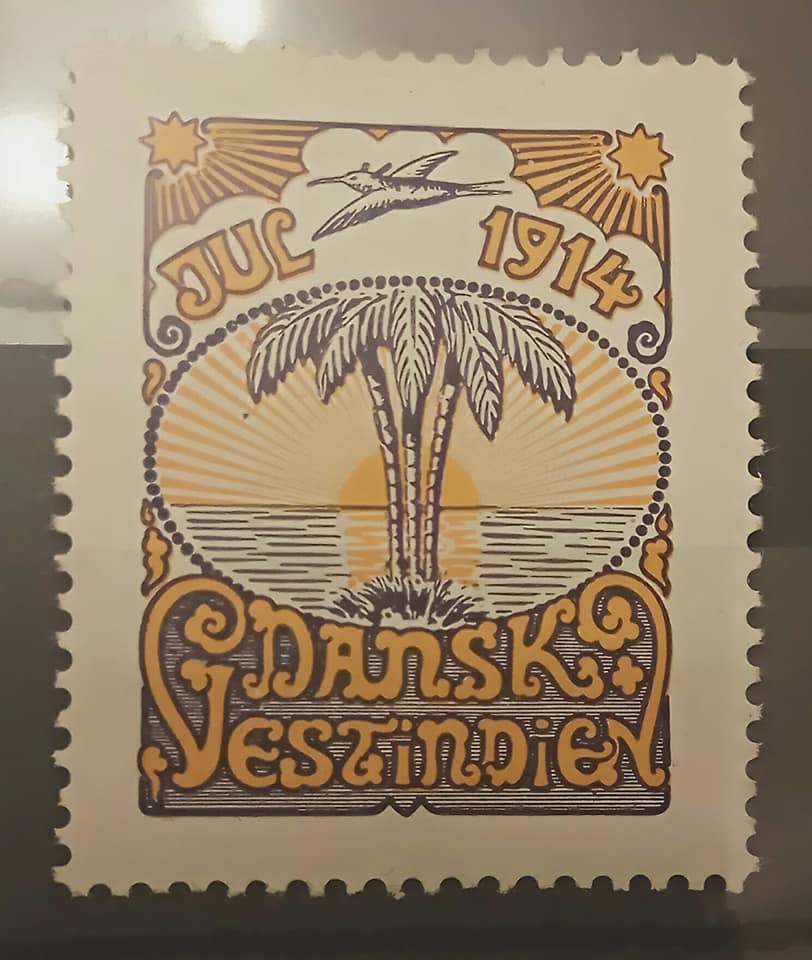 JUL 1914
DANSK
VESTINDIEN